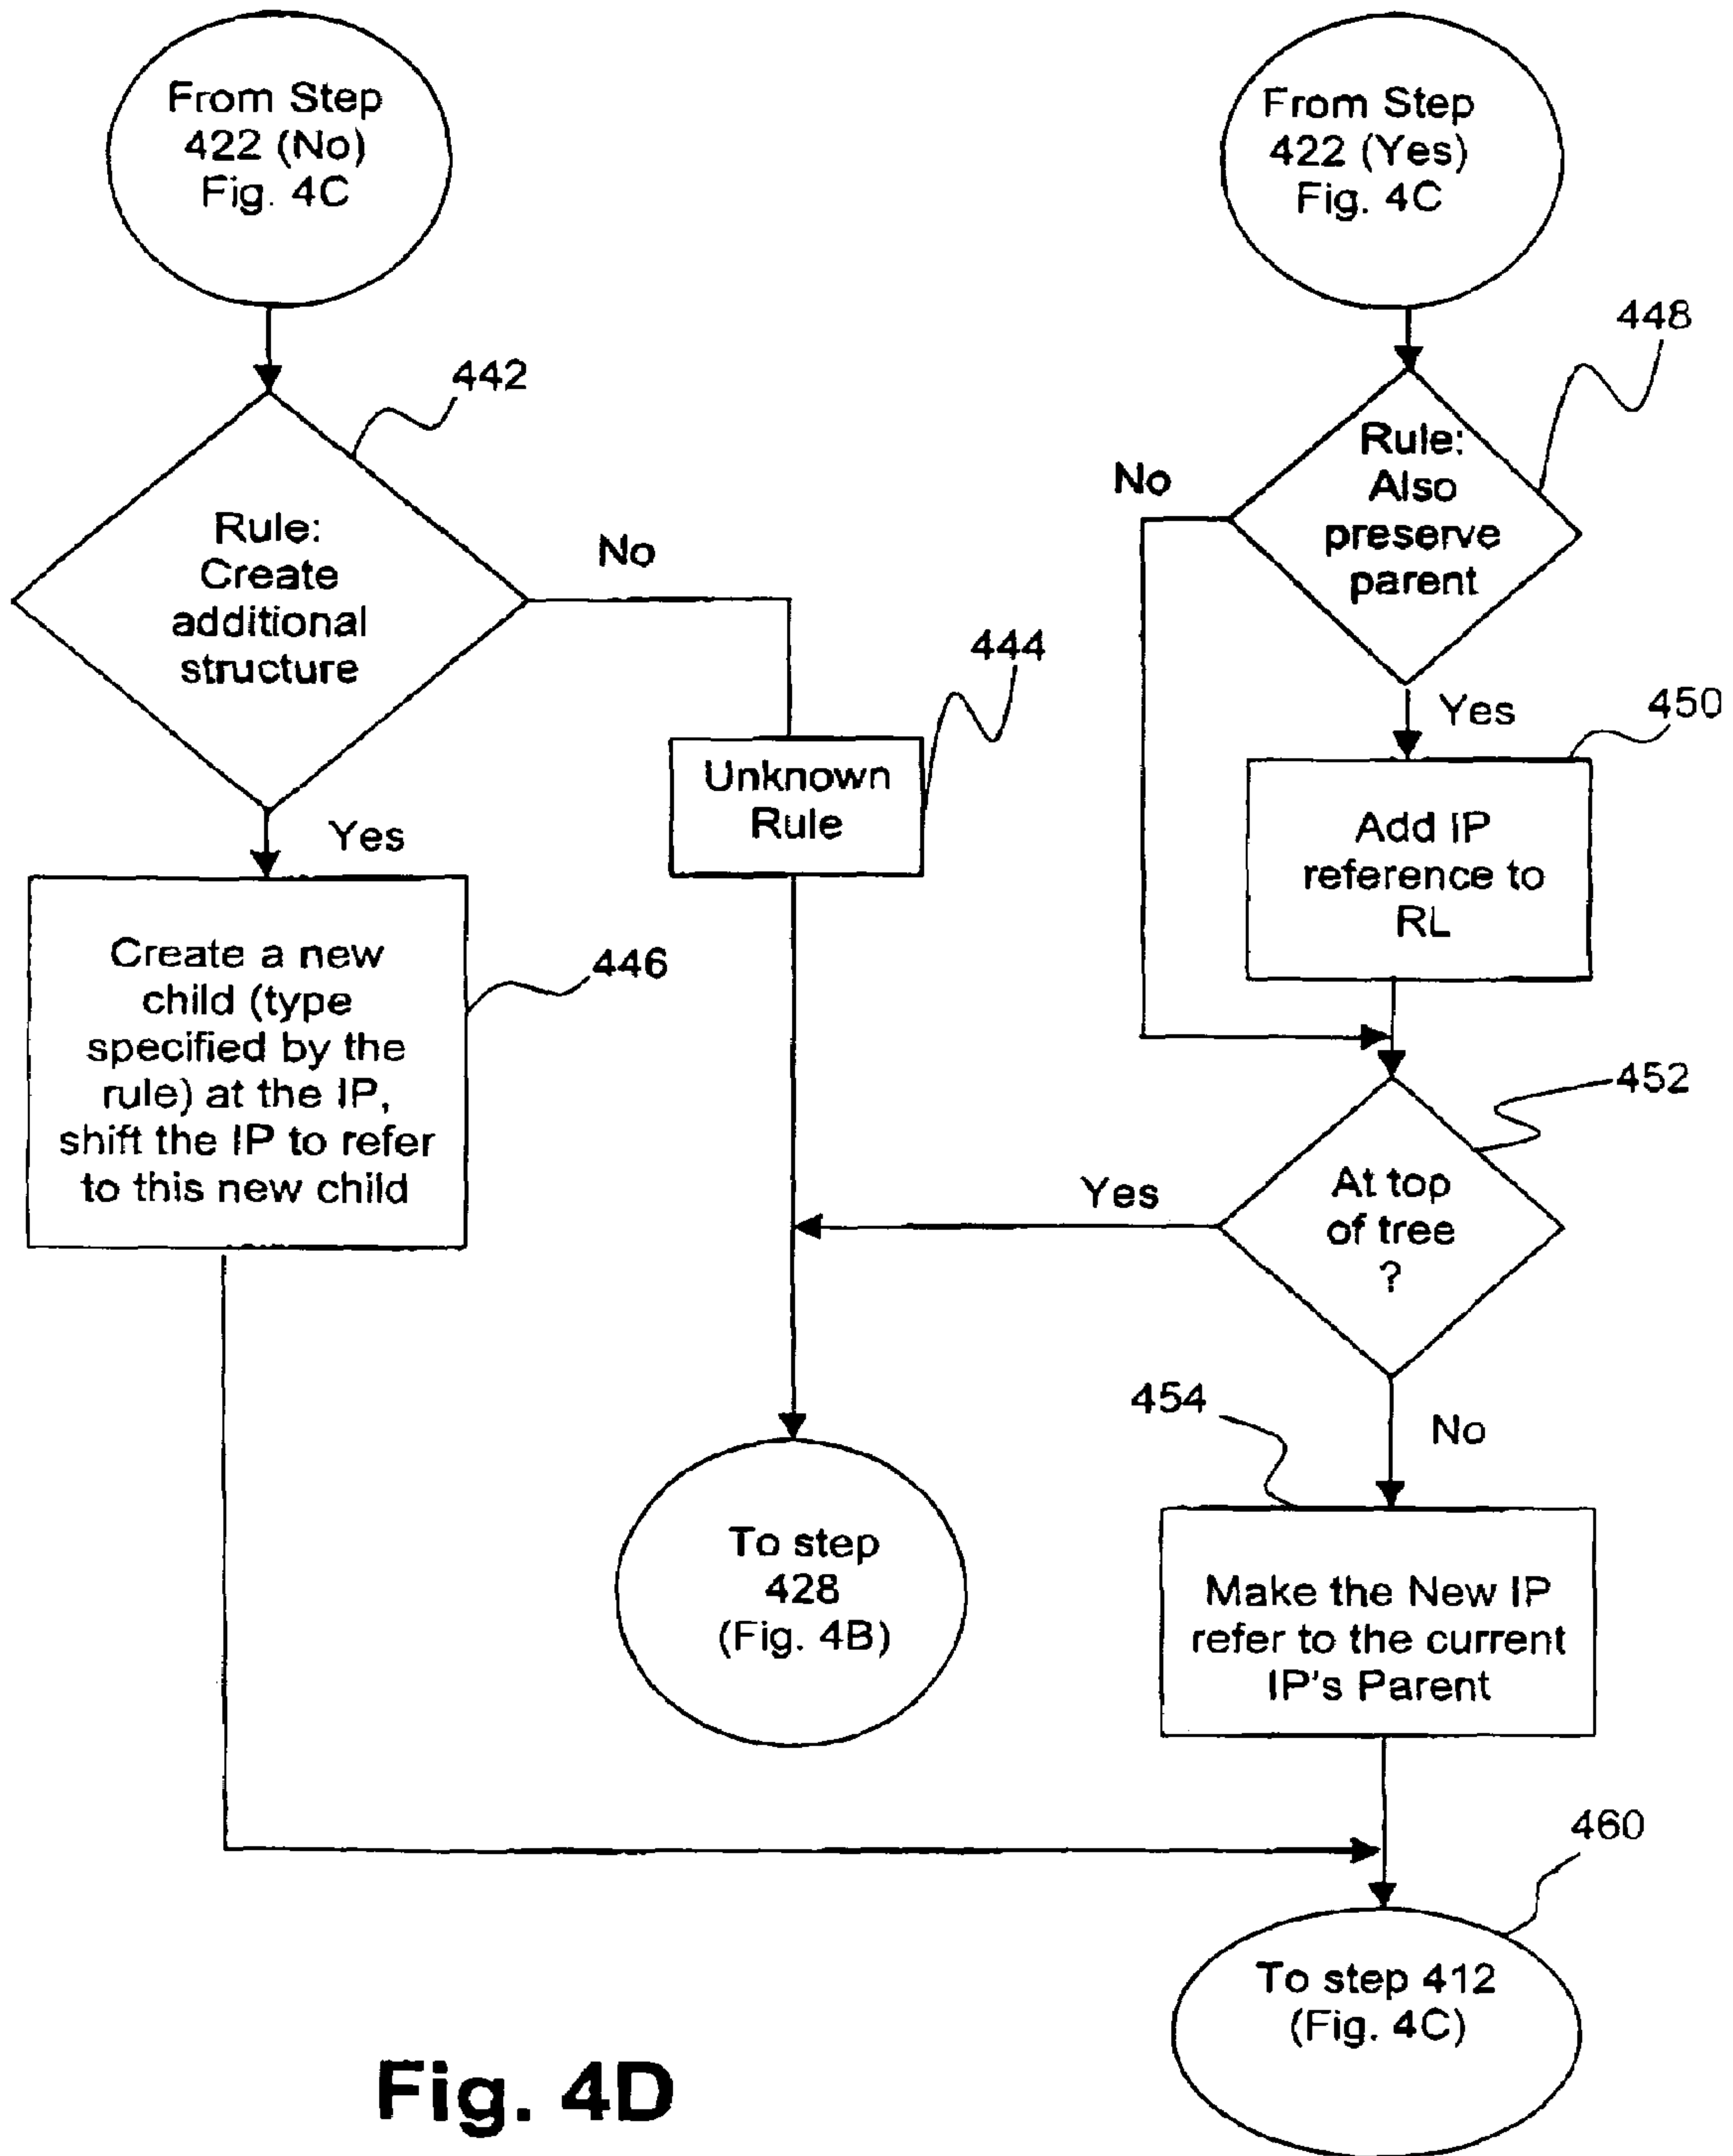 From Step
422 (No)
Fig. 4C
From Step
422 (Yes)
Fig. 4C
442
448
Rule:
Create
additional
structure
No
Rule:
Also
preserve
parent
No
Yes
444
Unknown
Rule
Yes
450
Add IP
reference to
RL
446
Create a new
child (type
specified by the
rule) at the IP,
shift the IP to refer
to this new child
452
At top
of tree
?
Yes
No
454
To step
428
(Fig. 4B)
Make the New IP
refer to the current
IP's Parent
460
To step 412
(Fig. 4C)
Fig. 4D